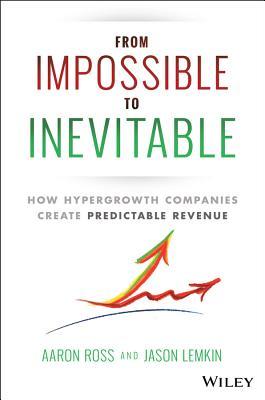 FROM
IMPOSSIBLE
TO
INEVITABLE
HOW HYPERGROWTH COMPANIES
CREATE PREDICTABLE REVENUE
AARON ROSS AND JASON LEMKIN
WILEY